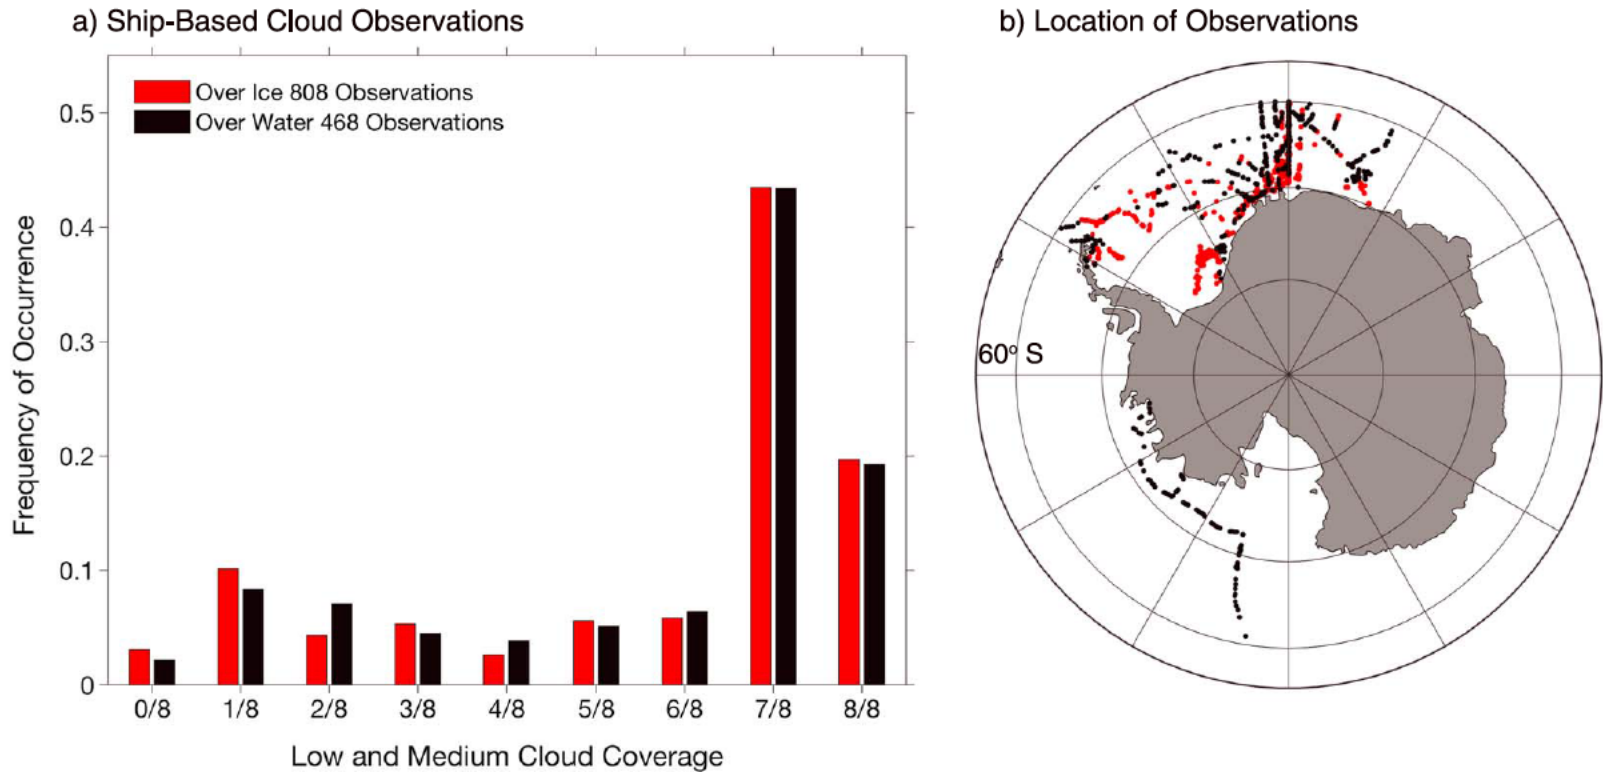 a) Ship-Based Cloud Observations
Over Ice 808 Observations
Over Water 468 Observations
Frequency of Occurrence
0.5
0.4
0.3
0.2
0.1
0
0/8 1/8 2/8 3/8 4/8 5/8 6/8 7/8 8/8
Low and Medium Cloud Coverage
b) Location of Observations
60° S